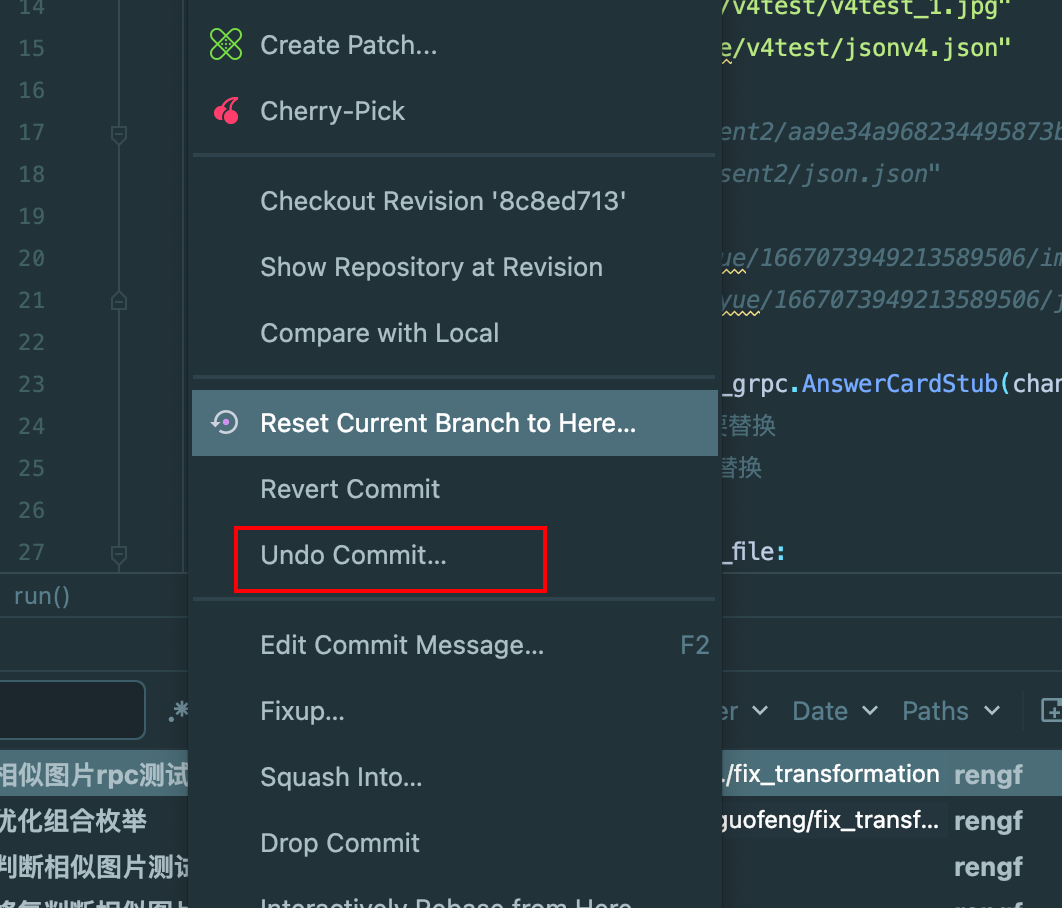 14
/v4test/v4test_1.jpg"
Create Patch...
15
e/v4test/jsonv4.json"
16
Cherry-Pick
17
ent2/aa9e34a968234495873b
18
sent2/json.json"
Checkout Revision '8c8ed713'
19
20
ue/1667073949213589506/im
Show Repository at Revision
21
yue/1667073949213589506/j
22
Compare with Local
23
_grpc.AnswerCardStub(chan
24
要替换
Reset Current Branch to Here...
25
替换
Revert Commit
26
27
_file:
Undo Commit...
run()
Edit Commit Message... F2
.*
Fixup...
er Date Paths
相似图片rpc测试
Squash Into...
./fix_transformation rengf
优化组合枚举
guofeng/fix_transf... rengf
Drop Commit
判断相似图片测试
rengf
Interactively Rebase from Here...